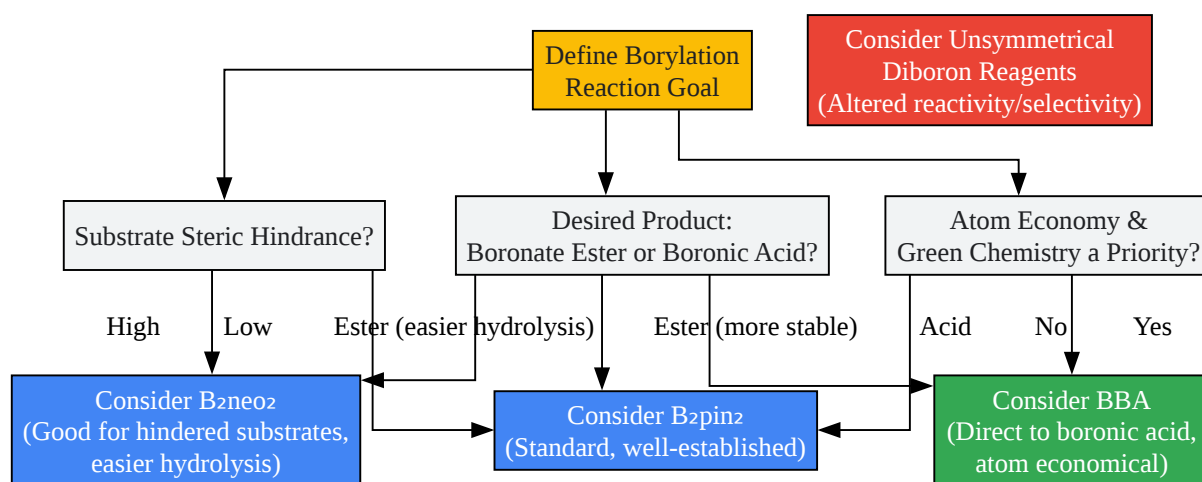 Define Borylation
Reaction Goal
Consider Unsymmetrical
Diboron Reagents
(Altered reactivity/selectivity)
Substrate Steric Hindrance?
Desired Product:
Boronate Ester or Boronic Acid?
Atom Economy &
Green Chemistry a Priority?
High
Low
Ester (easier hydrolysis)
Ester (more stable)
Acid
No
Yes
Consider B₂neo₂
(Good for hindered substrates,
easier hydrolysis)
Consider B₂pin₂
(Standard, well-established)
Consider BBA
(Direct to boronic acid,
atom economical)